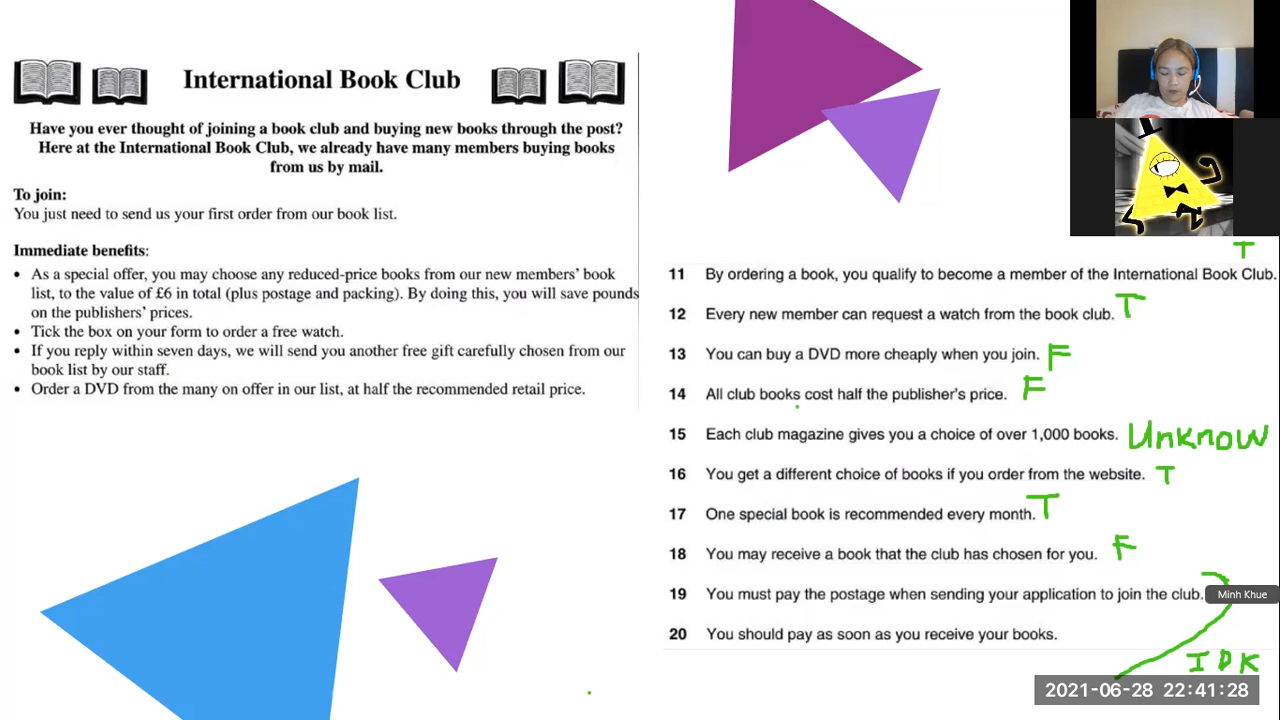 International Book Club
Have you ever thought of joining a book club and buying new books through the post?
Here at the International Book Club, we already have many members buying books
from us by mail.
To join:
You just need to send us your first order from our book list.
Immediate benefits:
• As a special offer, you may choose any reduced-price books from our new members' book
list, to the value of £6 in total (plus postage and packing). By doing this, you will save pounds
on the publishers' prices.
• Tick the box on your form to order a free watch.
• If you reply within seven days, we will send you another free gift carefully chosen from our
book list by our staff.
• Order a DVD from the many on offer in our list, at half the recommended retail price.
T
11 By ordering a book, you qualify to become a member of the International Book Club.
12 Every new member can request a watch from the book club. T
13 You can buy a DVD more cheaply when you join. F
14 All club books cost half the publisher's price. F
15 Each club magazine gives you a choice of over 1,000 books. Unknow
16 You get a different choice of books if you order from the website. T
17 One special book is recommended every month. T
18 You may receive a book that the club has chosen for you. F
19 You must pay the postage when sending your application to join the club.
Minh Khue
20 You should pay as soon as you receive your books.
IDK
2021-06-28 22:41:28